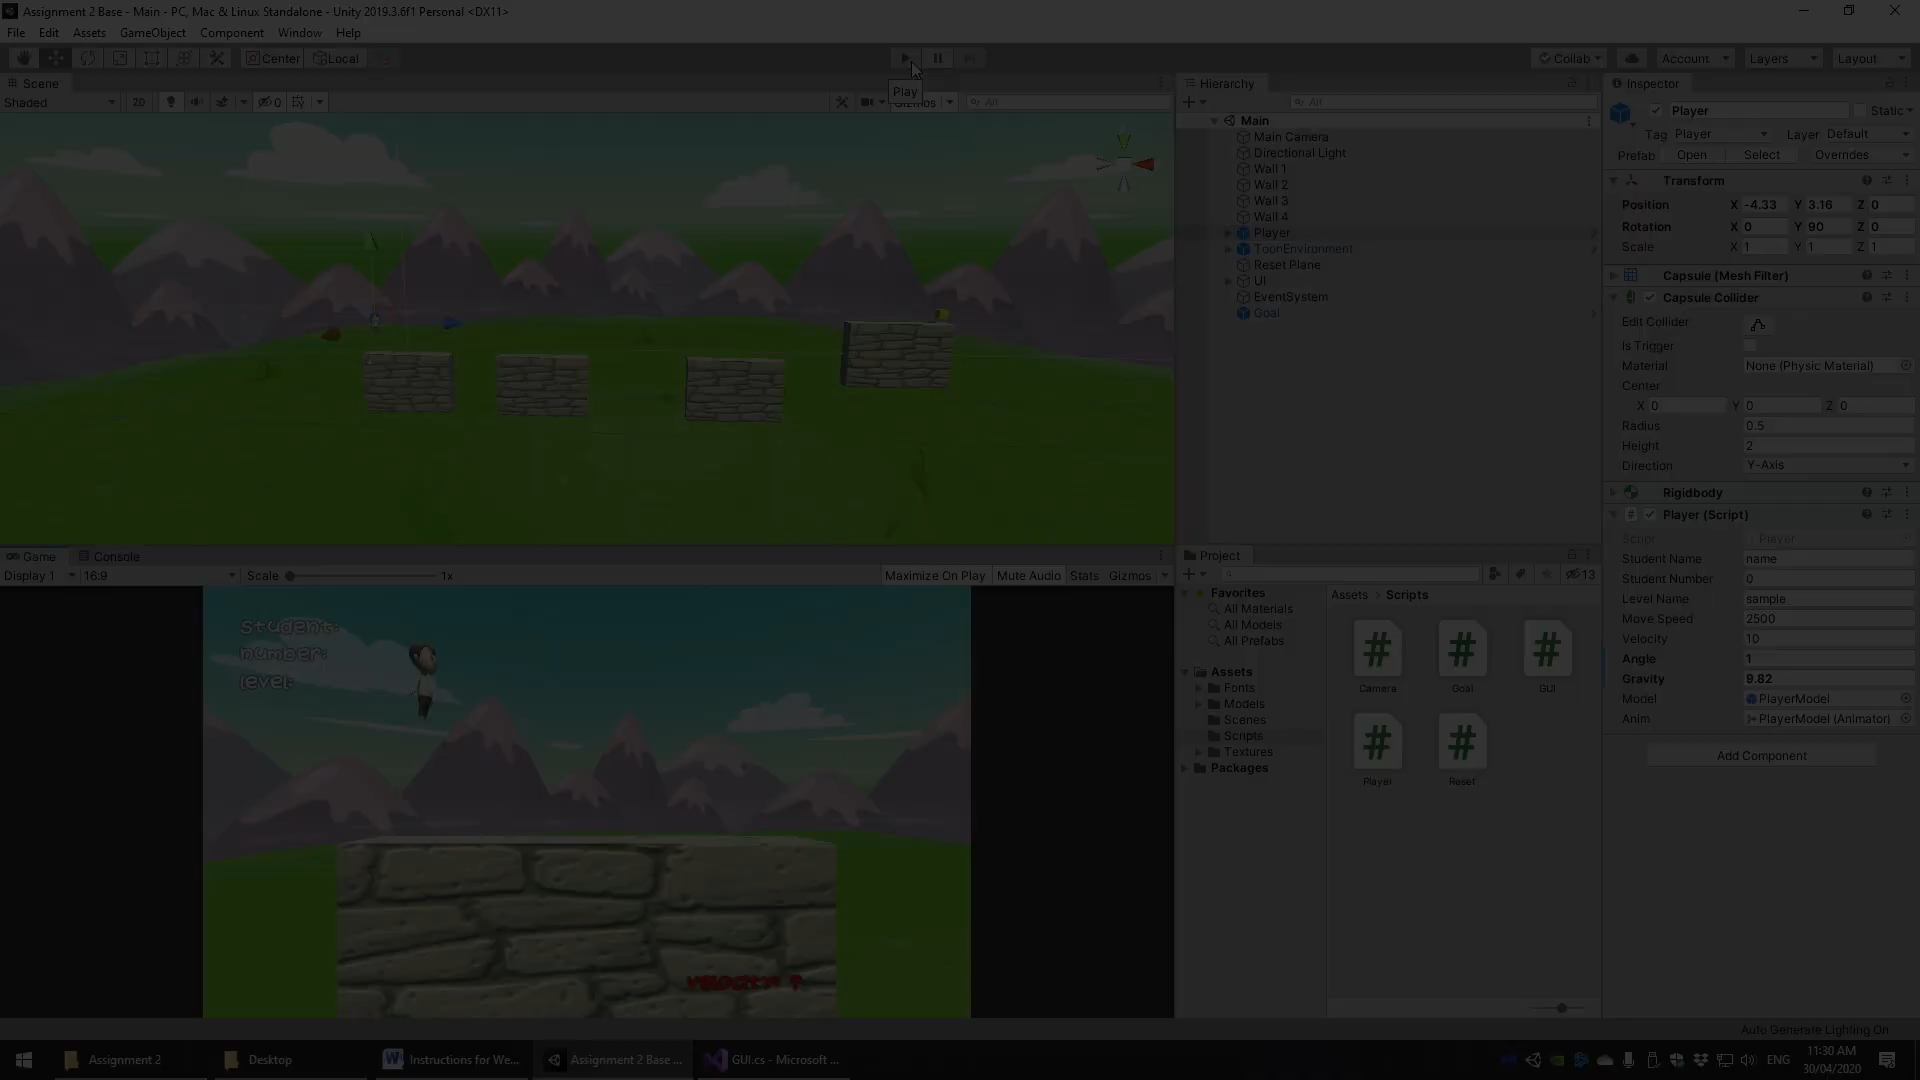 Assignment 2 Base - Main - PC, Mac & Linux Standalone - Unity 2019.3.6f1 Personal <DX11>
File Edit Assets GameObject Component Window Help
Center Local
Collab Account Layers Layout
Play
Scene
Shaded 2D 0 Gizmos All
Hierarchy
All
Main
Main Camera
Directional Light
Wall 1
Wall 2
Wall 3
Wall 4
Player
ToonEnvironment
Reset Plane
UI
EventSystem
Goal
Inspector
Player Static
Tag Player Layer Default
Prefab Open Select Overrides
Transform
Position X -4.33 Y 3.16 Z 0
Rotation X 0 Y 90 Z 0
Scale X 1 Y 1 Z 1
Capsule (Mesh Filter)
Capsule Collider
Edit Collider
Is Trigger
Material None (Physic Material)
Center
X 0 Y 0 Z 0
Radius 0.5
Height 2
Direction Y-Axis
Rigidbody
Player (Script)
Script Player
Student Name name
Student Number 0
Level Name sample
Move Speed 2500
Velocity 10
Angle 1
Gravity 9.82
Model PlayerModel
Anim PlayerModel (Animator)
Add Component
Game Console
Display 1 16:9 Scale 1x Maximize On Play Mute Audio Stats Gizmos
Student:
number:
level:
Project
13
Favorites
All Materials
All Models
All Prefabs
Assets
Fonts
Models
Scenes
Scripts
Textures
Packages
Assets > Scripts
Camera Goal GUI
Player Reset
Auto Generate Lighting On
Assignment 2 Desktop Instructions for We... Assignment 2 Base ... GUI.cs - Microsoft ...
ENG
11:30 AM
30/04/2020